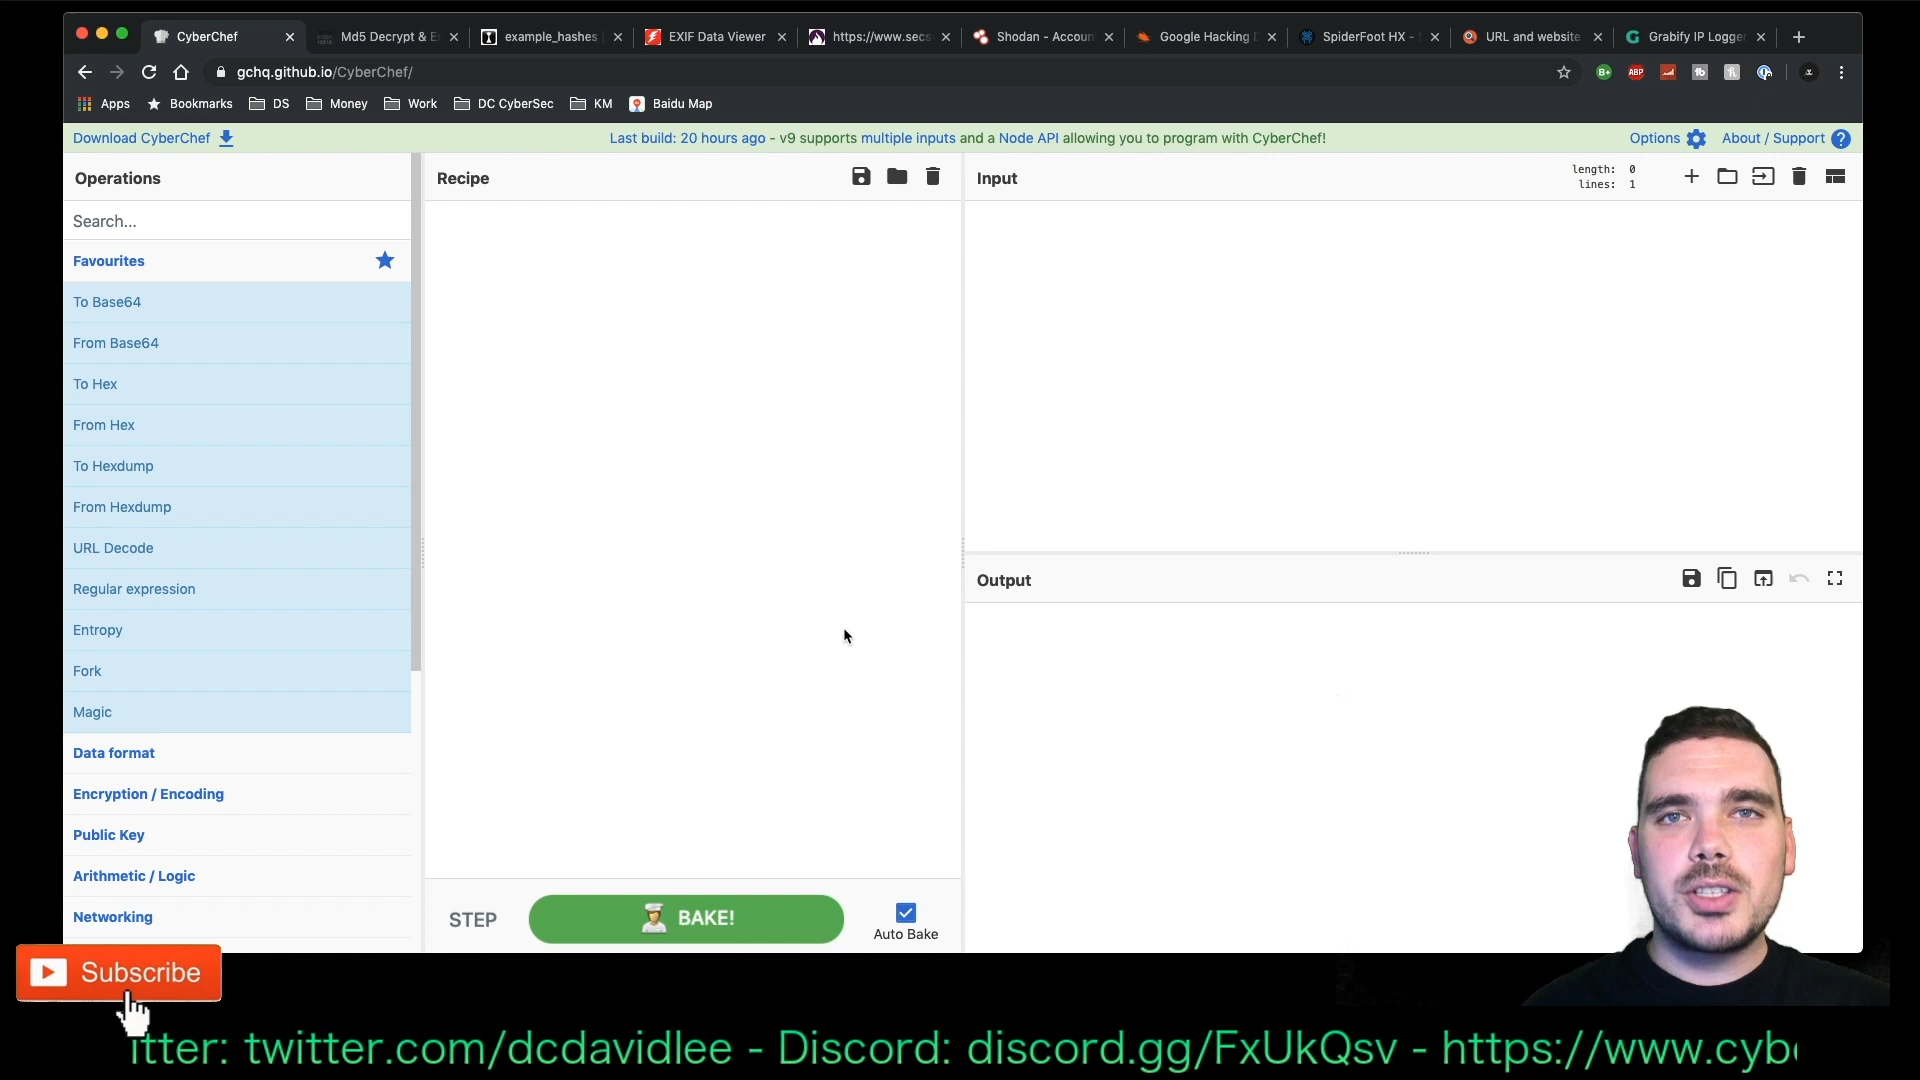 CyberChef
Md5 Decrypt & E
example_hashes
EXIF Data Viewer
https://www.secs
Shodan - Accoun
Google Hacking D
SpiderFoot HX - S
URL and website
Grabify IP Logger
gchq.github.io/CyberChef/
Apps
Bookmarks
DS
Money
Work
DC CyberSec
KM
Baidu Map
Download CyberChef
Last build: 20 hours ago - v9 supports multiple inputs and a Node API allowing you to program with CyberChef!
Options
About / Support
Operations
Recipe
Input
length: 0
lines: 1
Search...
Favourites
To Base64
From Base64
To Hex
From Hex
To Hexdump
From Hexdump
URL Decode
Regular expression
Entropy
Fork
Magic
Data format
Encryption / Encoding
Public Key
Arithmetic / Logic
Networking
Output
STEP
BAKE!
Auto Bake
Subscribe
itter: twitter.com/dcdavidlee - Discord: discord.gg/FxUkQsv - https://www.cybe